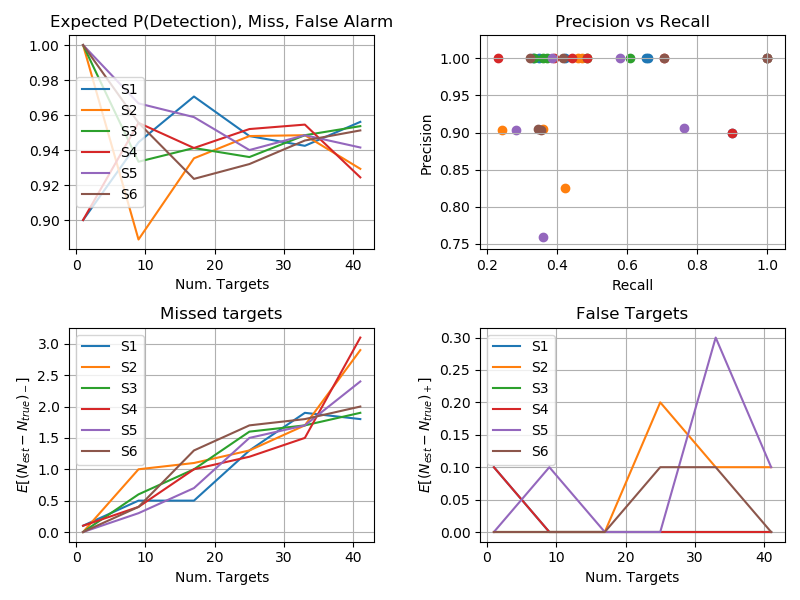 Expected P(Detection), Miss, False Alarm
1.00
0.98
0.96
0.94
0.92
0.90
S1
S2
S3
S4
S5
S6
0 10 20 30 40
Num. Targets
Precision vs Recall
Precision
1.00
0.95
0.90
0.85
0.80
0.75
0.2 0.4 0.6 0.8 1.0
Recall
Missed targets
E[(N_est − N_true)_−]
3.0
2.5
2.0
1.5
1.0
0.5
0.0
S1
S2
S3
S4
S5
S6
0 10 20 30 40
Num. Targets
False Targets
E[(N_est − N_true)_+]
0.30
0.25
0.20
0.15
0.10
0.05
0.00
S1
S2
S3
S4
S5
S6
0 10 20 30 40
Num. Targets